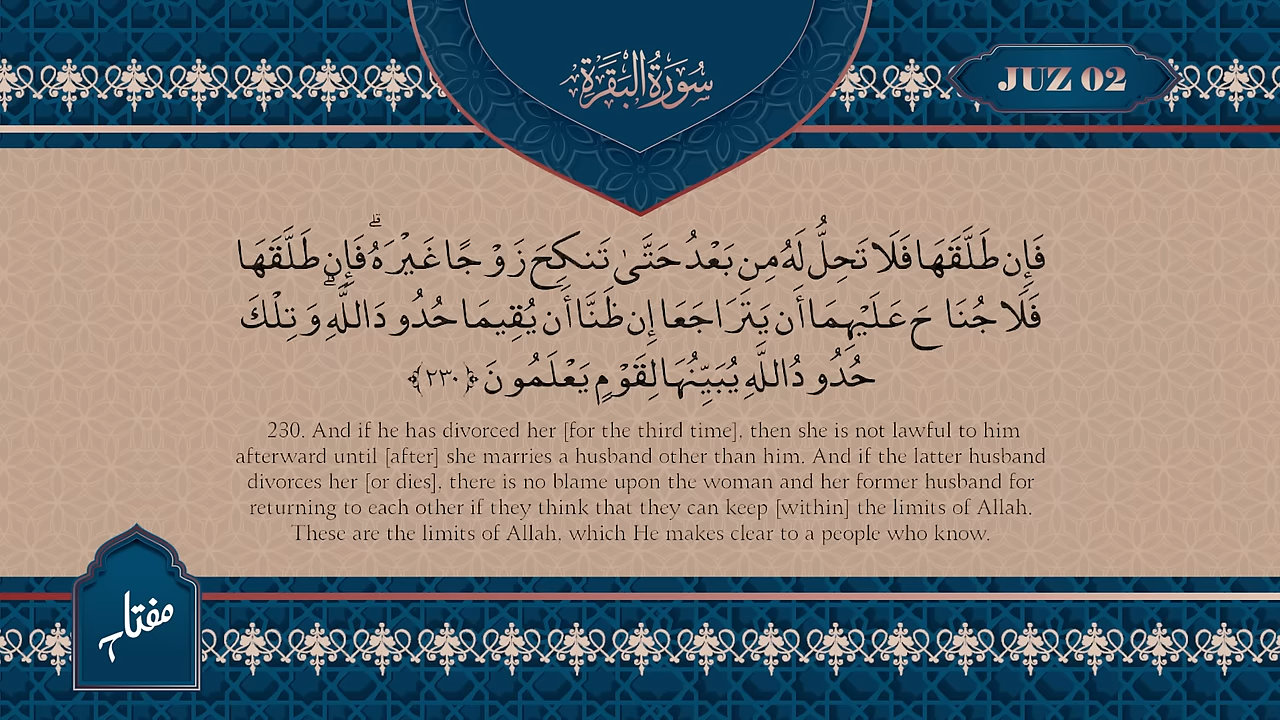 سُورَةُ البَقَرَةِ
JUZ 02
فَإِن طَلَّقَهَا فَلَا تَحِلُّ لَهُ مِن بَعْدُ حَتَّىٰ تَنكِحَ زَوْجًا غَيْرَهُ ۗ فَإِن طَلَّقَهَا
فَلَا جُنَاحَ عَلَيْهِمَا أَن يَتَرَاجَعَا إِن ظَنَّا أَن يُقِيمَا حُدُودَ اللَّهِ ۗ وَتِلْكَ
حُدُودُ اللَّهِ يُبَيِّنُهَا لِقَوْمٍ يَعْلَمُونَ ﴿٢٣٠﴾
230. And if he has divorced her [for the third time], then she is not lawful to him
afterward until [after] she marries a husband other than him. And if the latter husband
divorces her [or dies], there is no blame upon the woman and her former husband for
returning to each other if they think that they can keep [within] the limits of Allah.
These are the limits of Allah, which He makes clear to a people who know.
مفتاح